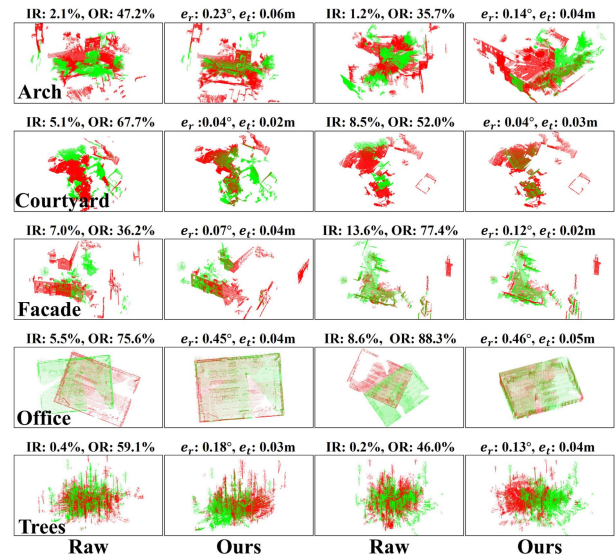 IR: 2.1%, OR: 47.2% e_r: 0.23°, e_t: 0.06m IR: 1.2%, OR: 35.7% e_r: 0.14°, e_t: 0.04m
Arch
IR: 5.1%, OR: 67.7% e_r :0.04°, e_t: 0.02m IR: 8.5%, OR: 52.0% e_r: 0.04°, e_t: 0.03m
Courtyard
IR: 7.0%, OR: 36.2% e_r: 0.07°, e_t: 0.04m IR: 13.6%, OR: 77.4% e_r: 0.12°, e_t: 0.02m
Facade
IR: 5.5%, OR: 75.6% e_r: 0.45°, e_t: 0.04m IR: 8.6%, OR: 88.3% e_r: 0.46°, e_t: 0.05m
Office
IR: 0.4%, OR: 59.1% e_r: 0.18°, e_t: 0.03m IR: 0.2%, OR: 46.0% e_r: 0.13°, e_t: 0.04m
Trees
Raw Ours Raw Ours